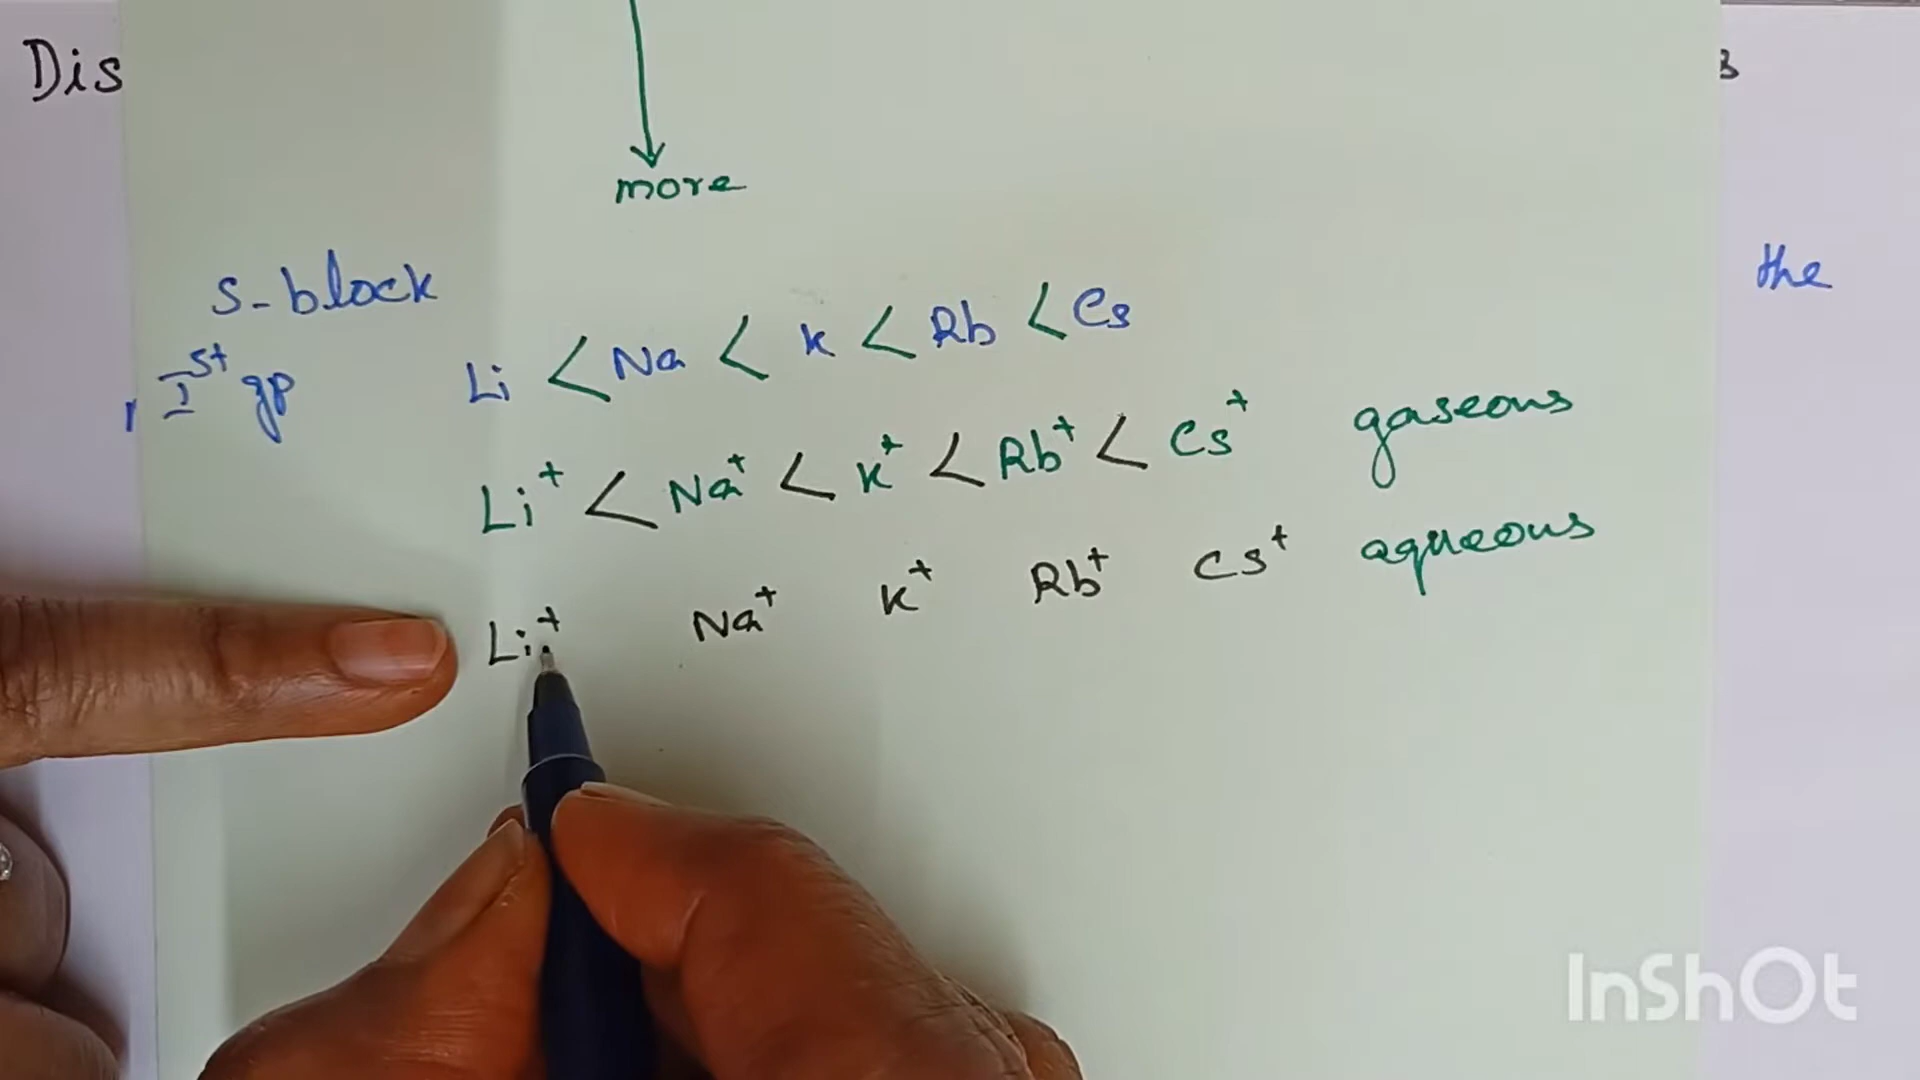 Dis
s
more
S-block
the
Ist gp
Li < Na < K < Rb < Cs
Li+ < Na+ < K+ < Rb+ < Cs+ gaseous
Li+ Na+ K+ Rb+ Cs+ aqueous
InShOt